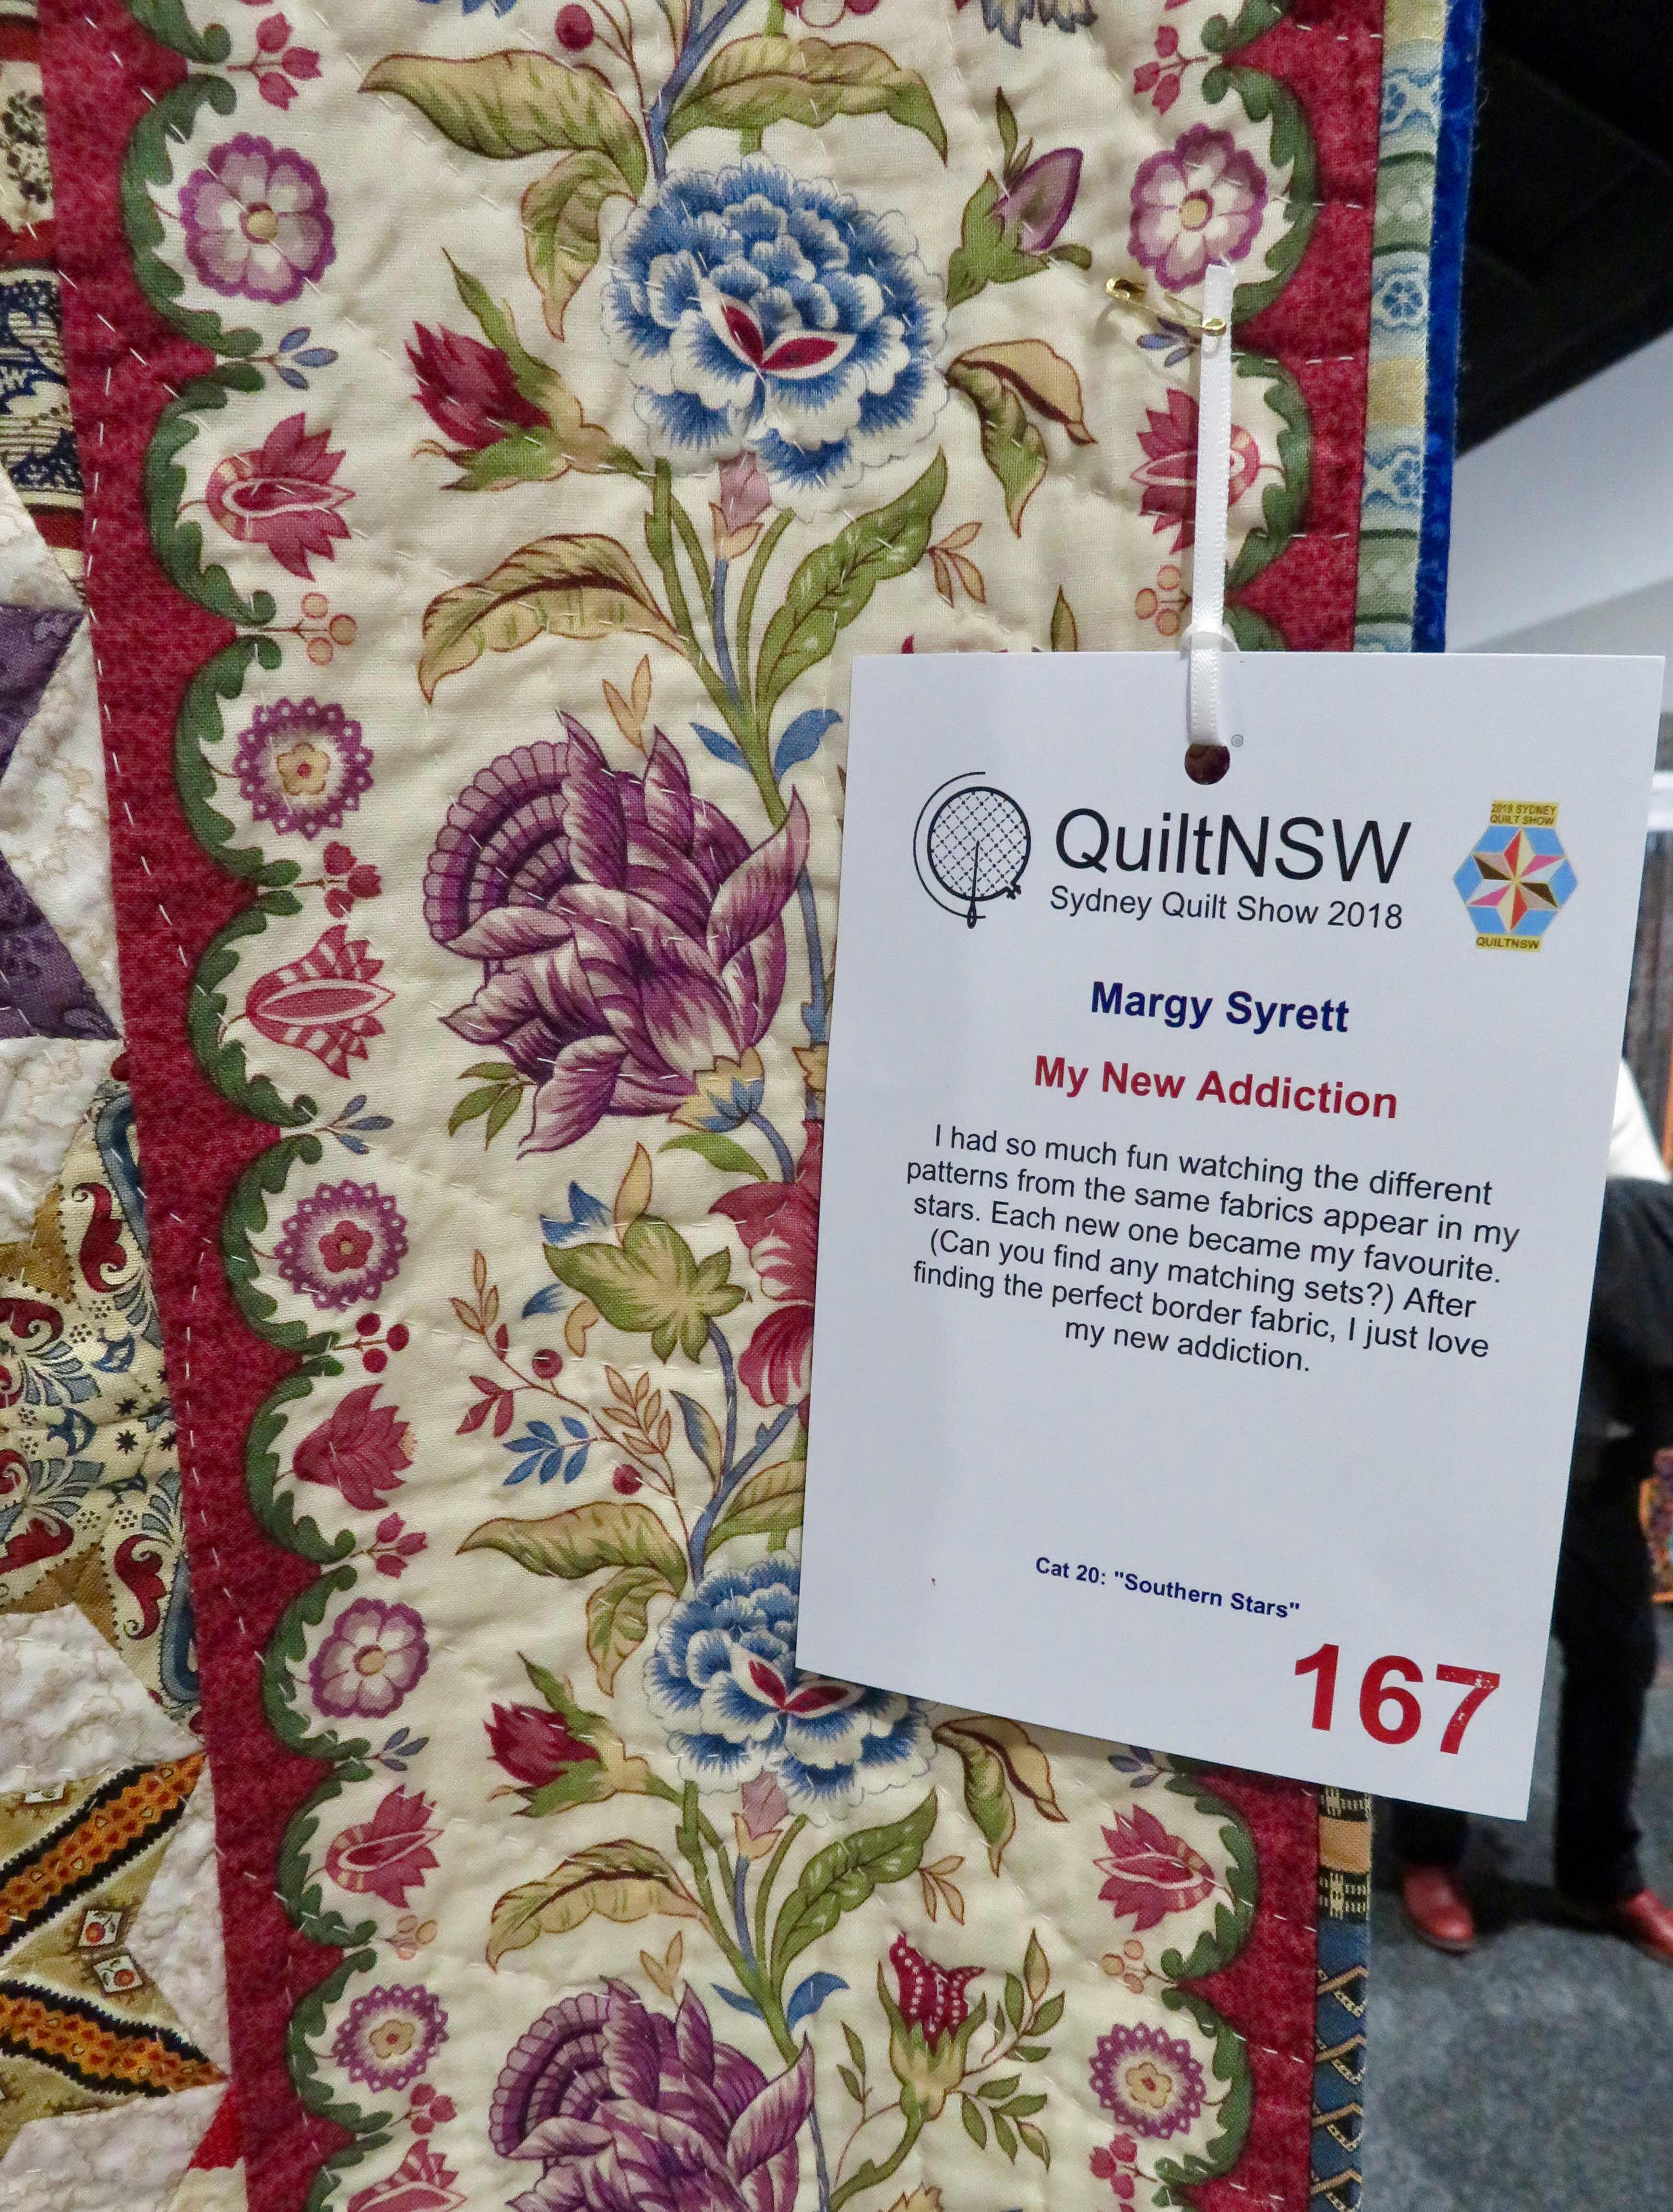 QuiltNSW
Sydney Quilt Show 2018
2018 SYDNEY
QUILT SHOW
QUILTNSW
Margy Syrett
My New Addiction
I had so much fun watching the different
patterns from the same fabrics appear in my
stars. Each new one became my favourite.
(Can you find any matching sets?) After
finding the perfect border fabric, I just love
my new addiction.
Cat 20: "Southern Stars"
167